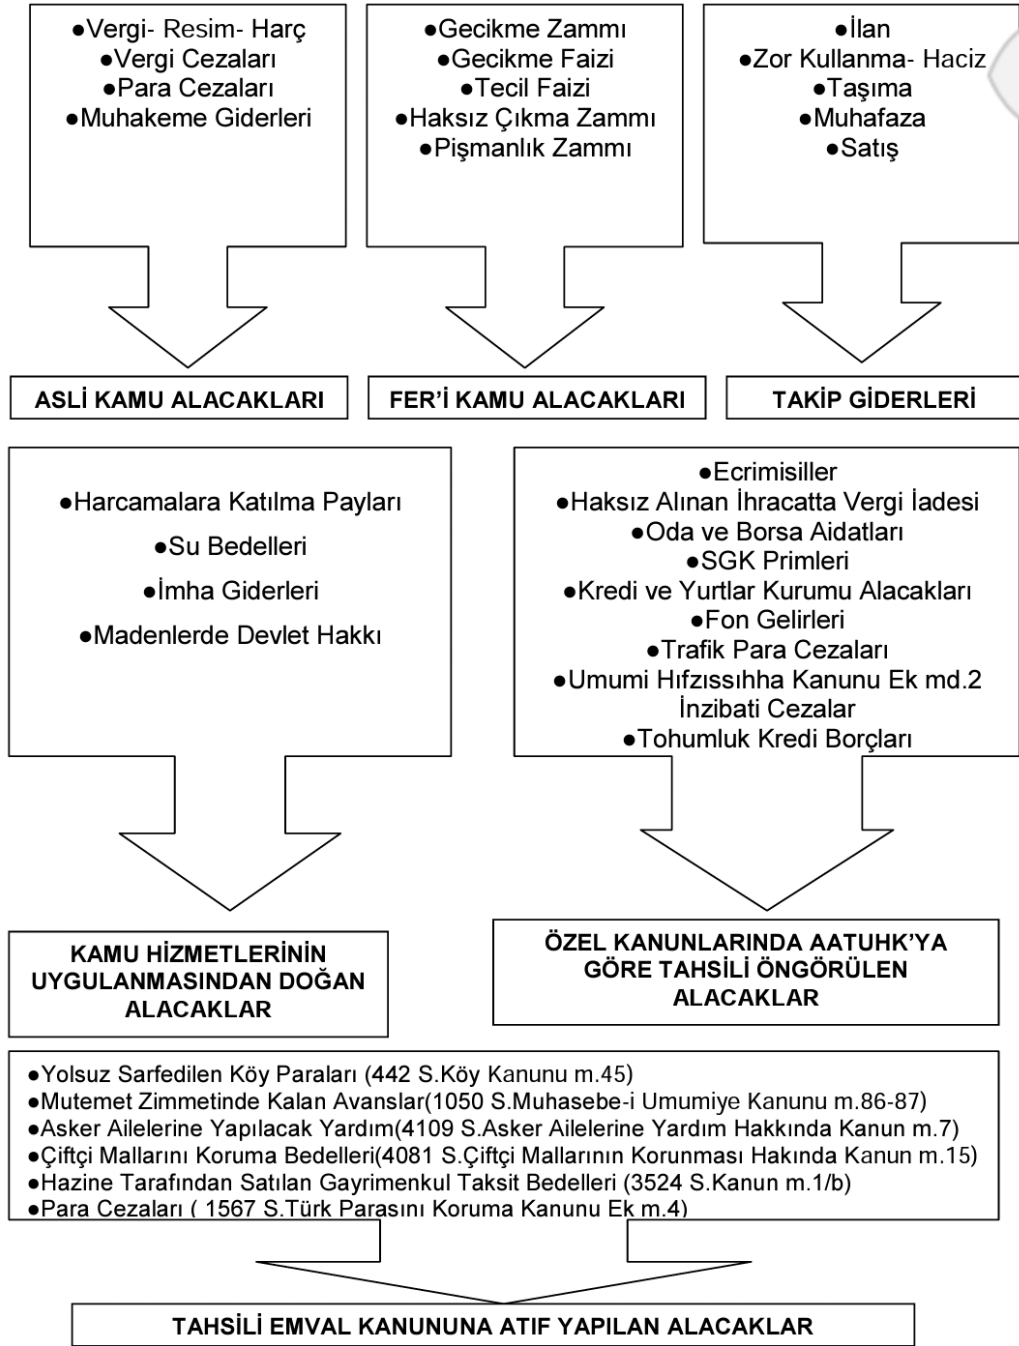 ●Vergi- Resim- Harç
●Vergi Cezaları
●Para Cezaları
●Muhakeme Giderleri
●Gecikme Zammı
●Gecikme Faizi
●Tecil Faizi
●Haksız Çıkma Zammı
●Pişmanlık Zammı
●İlan
●Zor Kullanma- Haciz
●Taşıma
●Muhafaza
●Satış
ASLİ KAMU ALACAKLARI
FER'İ KAMU ALACAKLARI
TAKİP GİDERLERİ
●Harcamalara Katılma Payları
●Su Bedelleri
●İmha Giderleri
●Madenlerde Devlet Hakkı
●Ecrimisiller
●Haksız Alınan İhracatta Vergi İadesi
●Oda ve Borsa Aidatları
●SGK Primleri
●Kredi ve Yurtlar Kurumu Alacakları
●Fon Gelirleri
●Trafik Para Cezaları
●Umumi Hıfzıssıhha Kanunu Ek md.2
İnzibati Cezalar
●Tohumluk Kredi Borçları
KAMU HİZMETLERİNİN
UYGULANMASINDAN DOĞAN
ALACAKLAR
ÖZEL KANUNLARINDA AATUHK'YA
GÖRE TAHSİLİ ÖNGÖRÜLEN
ALACAKLAR
●Yolsuz Sarfedilen Köy Paraları (442 S.Köy Kanunu m.45)
●Mutemet Zimmetinde Kalan Avanslar(1050 S.Muhasebe-i Umumiye Kanunu m.86-87)
●Asker Ailelerine Yapılacak Yardım(4109 S.Asker Ailelerine Yardım Hakkında Kanun m.7)
●Çiftçi Mallarını Koruma Bedelleri(4081 S.Çiftçi Mallarının Korunması Hakında Kanun m.15)
●Hazine Tarafından Satılan Gayrimenkul Taksit Bedelleri (3524 S.Kanun m.1/b)
●Para Cezaları ( 1567 S.Türk Parasını Koruma Kanunu Ek m.4)
TAHSİLİ EMVAL KANUNUNA ATIF YAPILAN ALACAKLAR